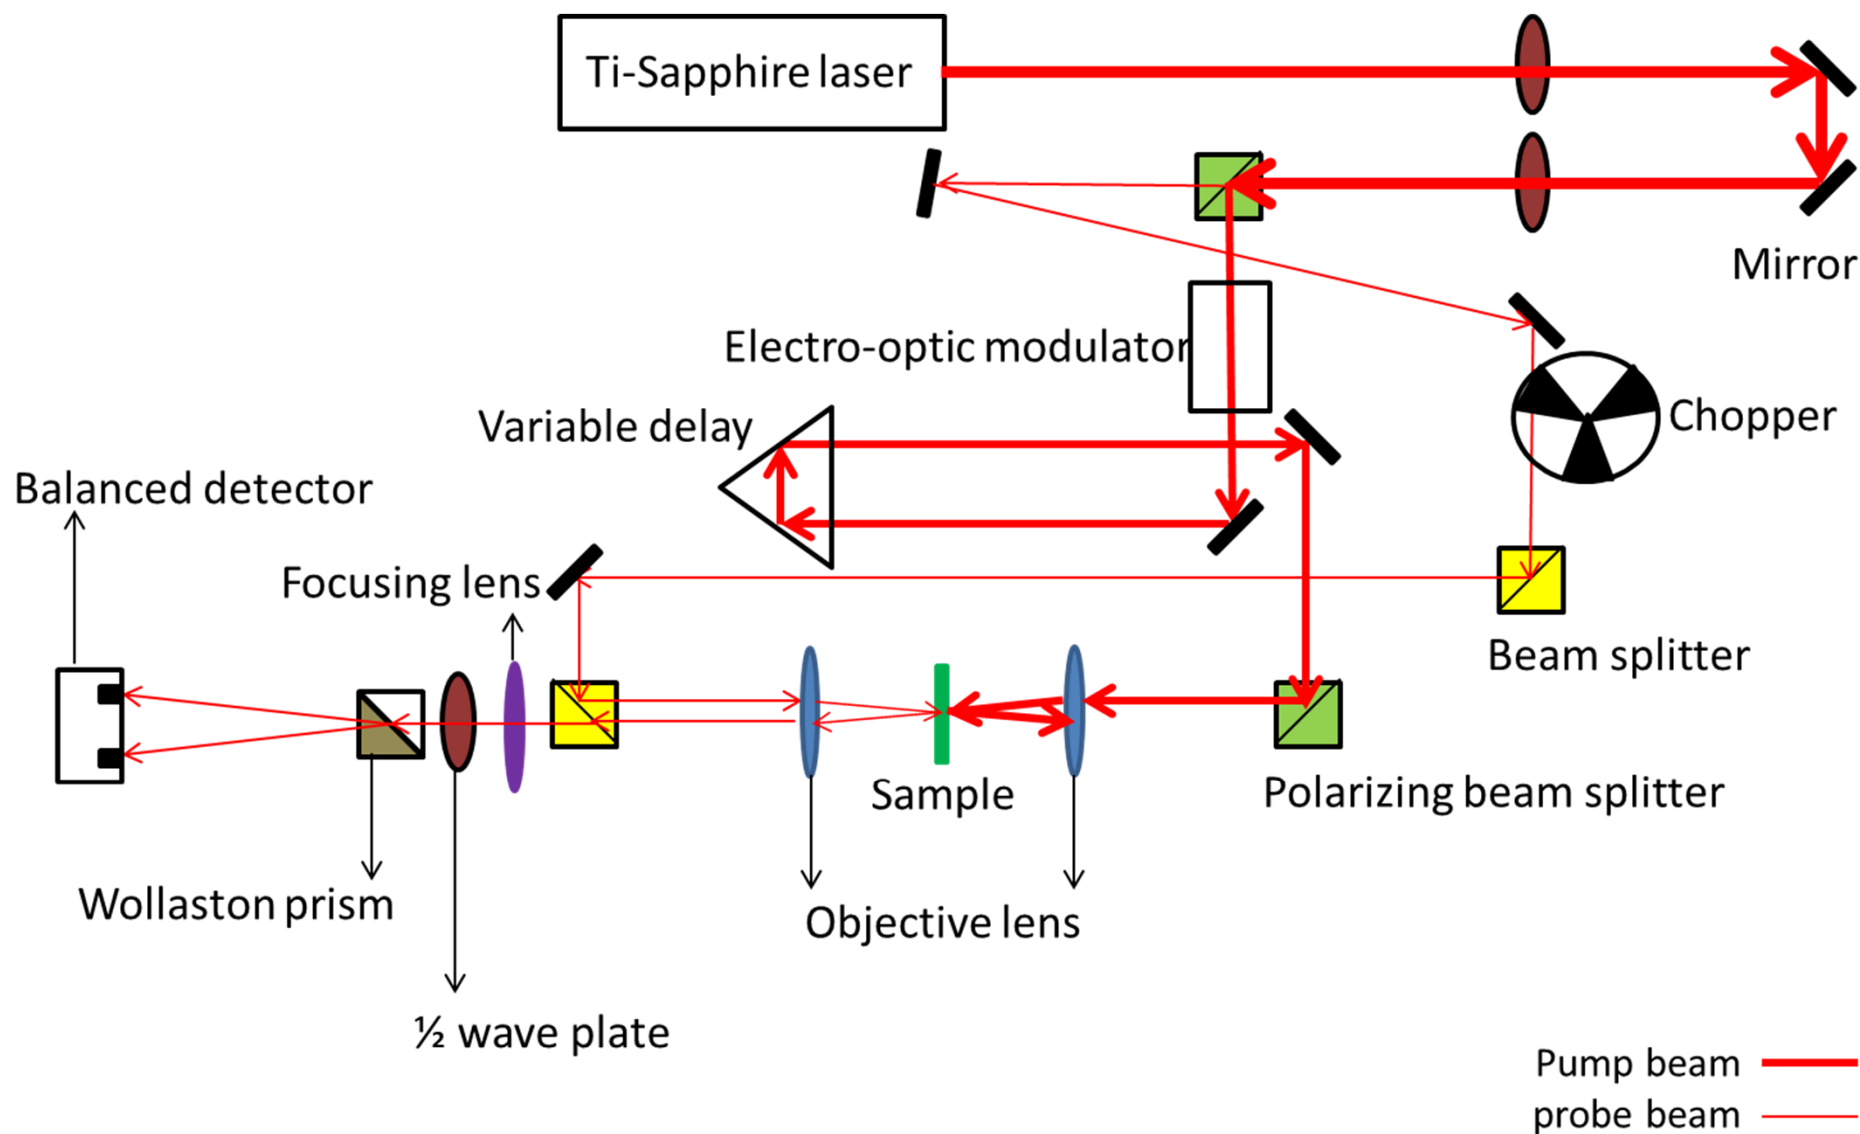 Ti-Sapphire laser
Mirror
Electro-optic modulator
Chopper
Variable delay
Balanced detector
Focusing lens
Beam splitter
Sample
Polarizing beam splitter
Wollaston prism
Objective lens
½ wave plate
Pump beam
probe beam